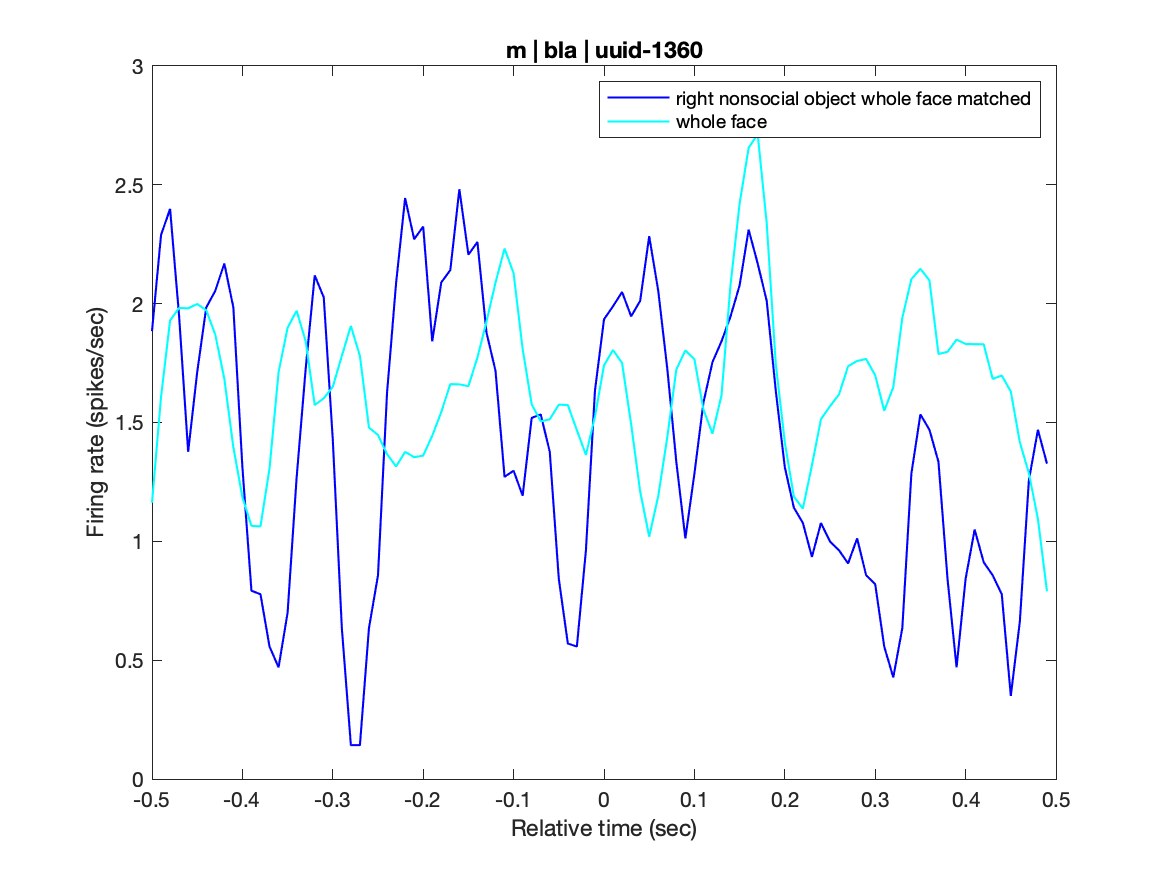 m | bla | uuid-1360
right nonsocial object whole face matched
whole face
Firing rate (spikes/sec)
3
2.5
2
1.5
1
0.5
0
-0.5 -0.4 -0.3 -0.2 -0.1 0 0.1 0.2 0.3 0.4 0.5
Relative time (sec)